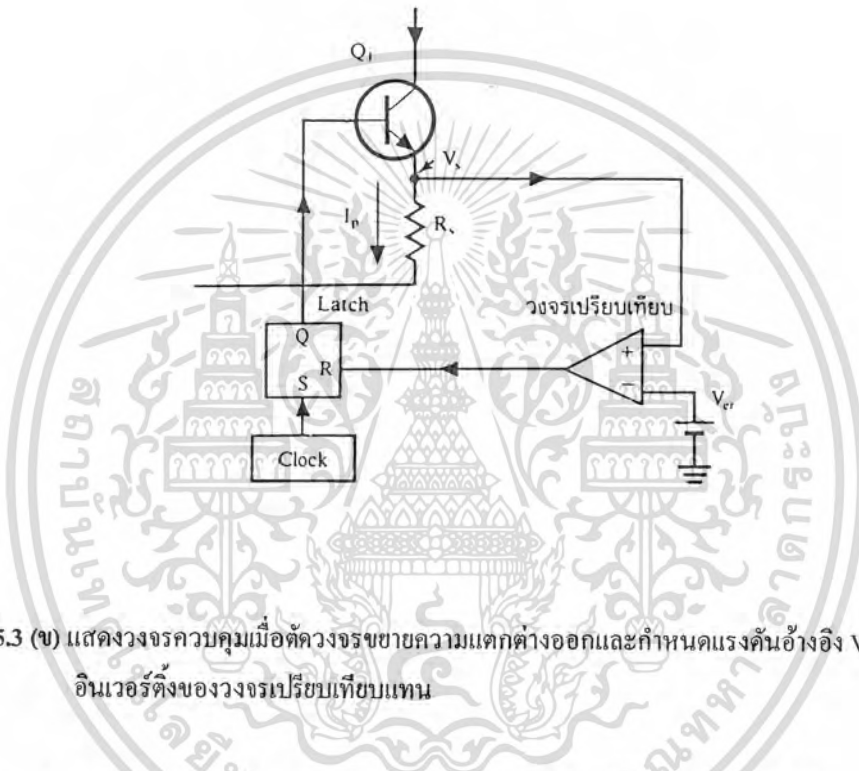 Q₁
Vₛ
Iₚ
Rₛ
Latch
วงจรเปรียบเทียบ
Q
R
S
+
−
Vₑᵣ
Clock
5.3 (ข) แสดงวงจรควบคุมเมื่อตัดวงจรขยายความแตกต่างออกและกำหนดแรงดันอ้างอิง V
อินเวอร์ติ้งของวงจรเปรียบเทียบแทน